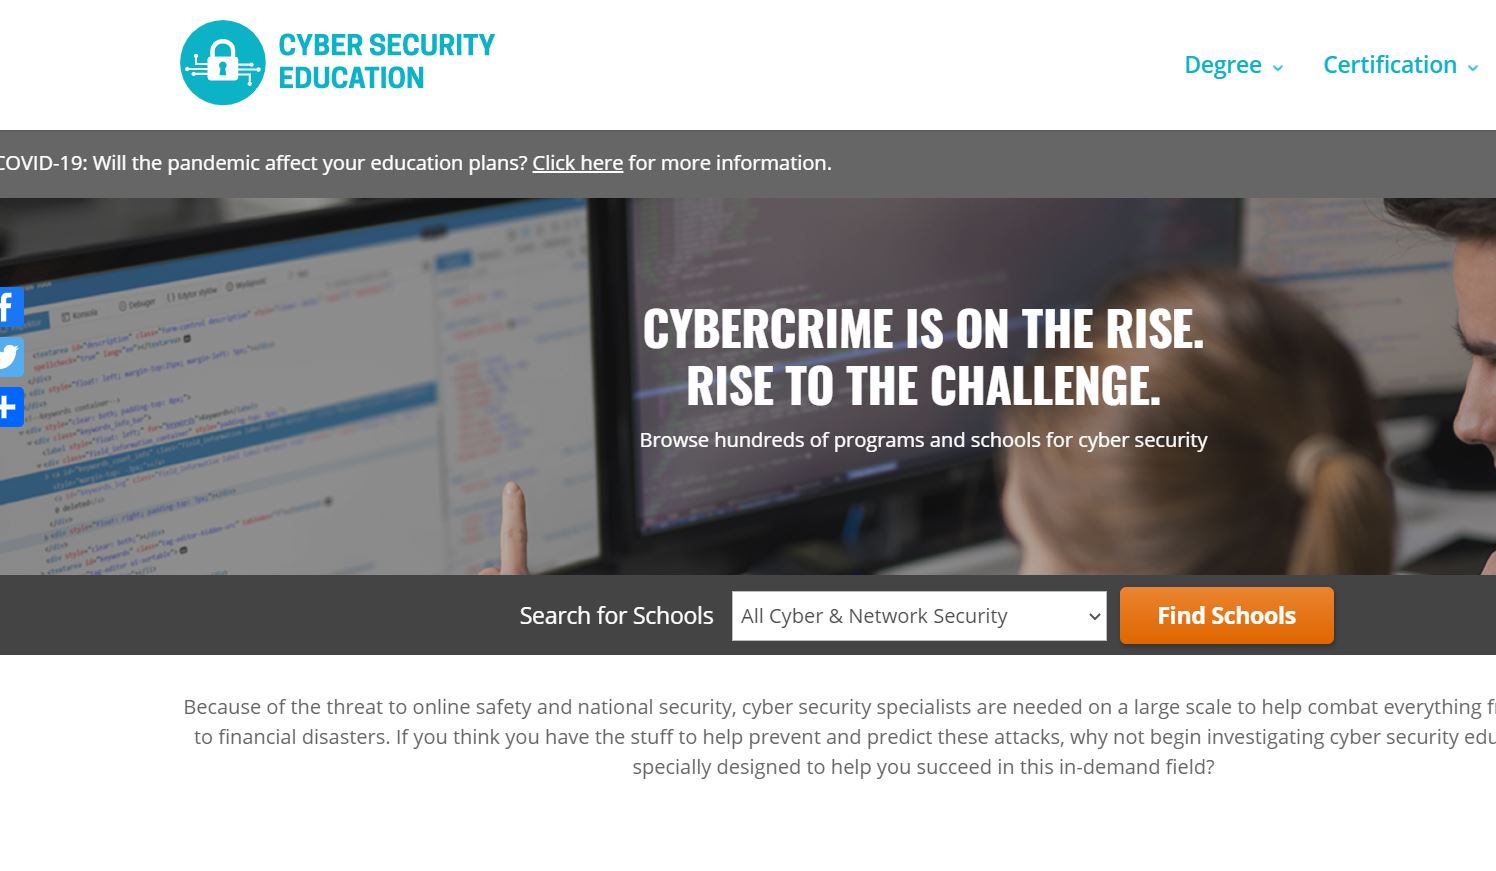 CYBER SECURITY
EDUCATION
Degree
Certification
COVID-19: Will the pandemic affect your education plans? Click here for more information.
Konsola
Debuger
{ } Edytor stylów
Wydajność
CYBERCRIME IS ON THE RISE.
RISE TO THE CHALLENGE.
Browse hundreds of programs and schools for cyber security
Search for Schools
All Cyber & Network Security
Find Schools
Because of the threat to online safety and national security, cyber security specialists are needed on a large scale to help combat everything
to financial disasters. If you think you have the stuff to help prevent and predict these attacks, why not begin investigating cyber security edu
specially designed to help you succeed in this in-demand field?